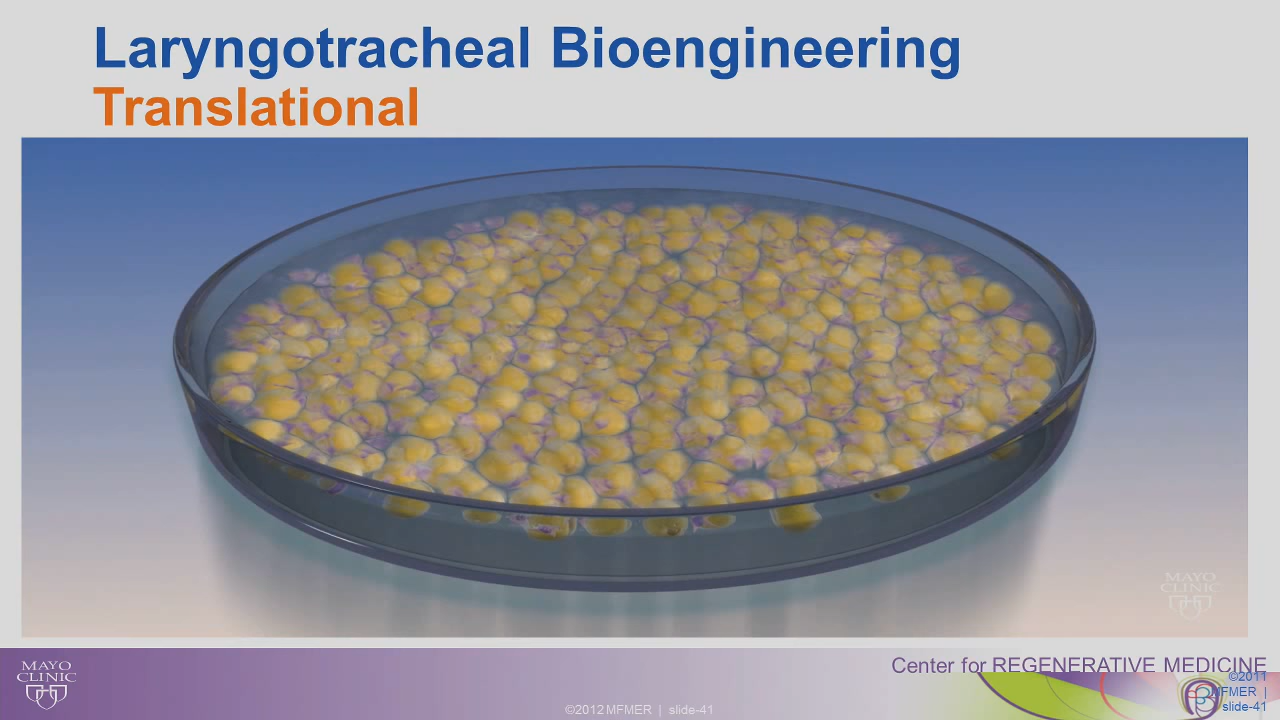 Laryngotracheal Bioengineering
Translational
MAYO
CLINIC
MAYO
CLINIC
Center for REGENERATIVE MEDICINE
©2012 MFMER | slide-41
©2011
MFMER |
slide-41